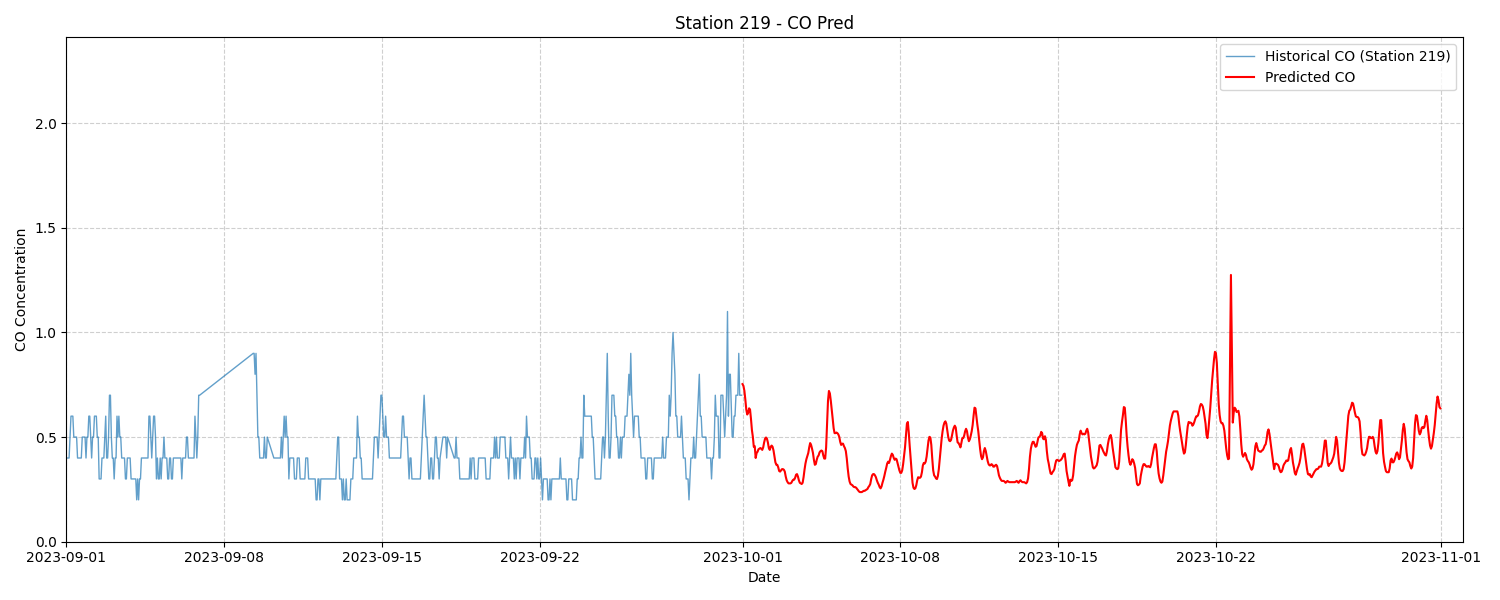 Station 219 - CO Pred
Historical CO (Station 219)
Predicted CO
CO Concentration
2.0
1.5
1.0
0.5
0.0
2023-09-01 2023-09-08 2023-09-15 2023-09-22 2023-10-01 2023-10-08 2023-10-15 2023-10-22 2023-11-01
Date